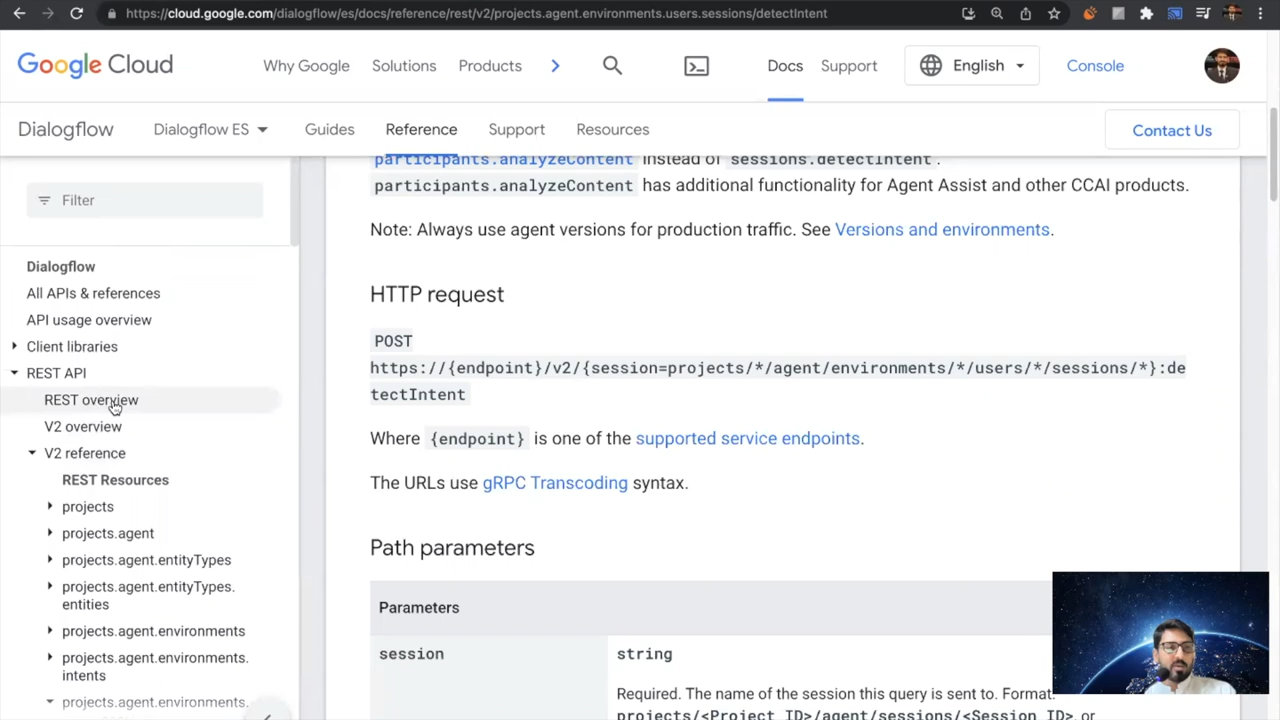 https://cloud.google.com/dialogflow/es/docs/reference/rest/v2/projects.agent.environments.users.sessions/detectIntent
Google Cloud
Why Google
Solutions
Products
Docs
Support
English
Console
Dialogflow
Dialogflow ES
Guides
Reference
Support
Resources
Contact Us
Filter
Dialogflow
All APIs & references
API usage overview
Client libraries
REST API
REST overview
V2 overview
V2 reference
REST Resources
projects
projects.agent
projects.agent.entityTypes
projects.agent.entityTypes.
entities
projects.agent.environments
projects.agent.environments.
intents
projects.agent.environments.
participants.analyzeContent instead of sessions.detectIntent.
participants.analyzeContent has additional functionality for Agent Assist and other CCAI products.
Note: Always use agent versions for production traffic. See Versions and environments.
HTTP request
POST
https://{endpoint}/v2/{session=projects/*/agent/environments/*/users/*/sessions/*}:de
tectIntent
Where {endpoint} is one of the supported service endpoints.
The URLs use gRPC Transcoding syntax.
Path parameters
Parameters
session
string
Required. The name of the session this query is sent to. Format:
projects/<Project ID>/agent/sessions/<Session ID>, or